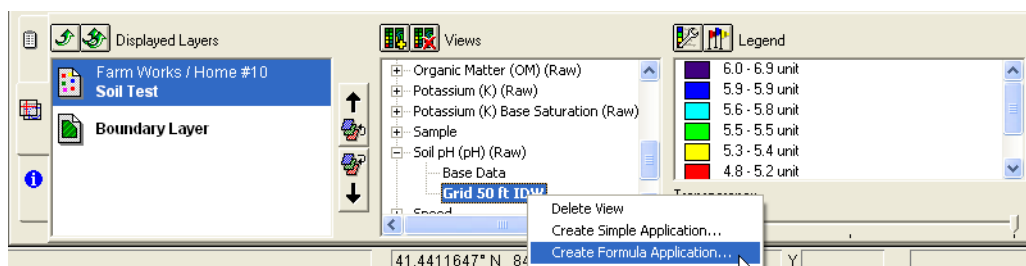 Displayed Layers
Farm Works / Home #10
Soil Test
Boundary Layer
Views
Organic Matter (OM) (Raw)
Potassium (K) (Raw)
Potassium (K) Base Saturation (Raw)
Sample
Soil pH (pH) (Raw)
Base Data
Grid 50 ft IDW
Speed
Legend
6.0 - 6.9 unit
5.9 - 5.9 unit
5.6 - 5.8 unit
5.5 - 5.5 unit
5.3 - 5.4 unit
4.8 - 5.2 unit
Transparency
Delete View
Create Simple Application...
Create Formula Application...
41.4411647° N 84
Y